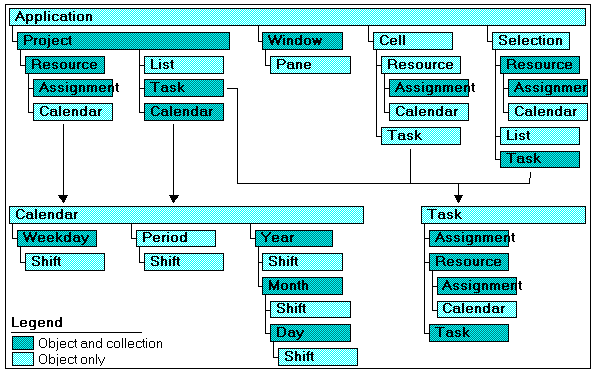 Application
Project Window Cell Selection
Resource List Pane Resource Resource
Assignment Task Assignment Assignmer
Calendar Calendar Calendar Calendar
Task List
Task
Calendar Task
Weekday Period Year Assignment
Shift Shift Shift Resource
Month Assignment
Shift Calendar
Day Task
Shift
Legend
Object and collection
Object only